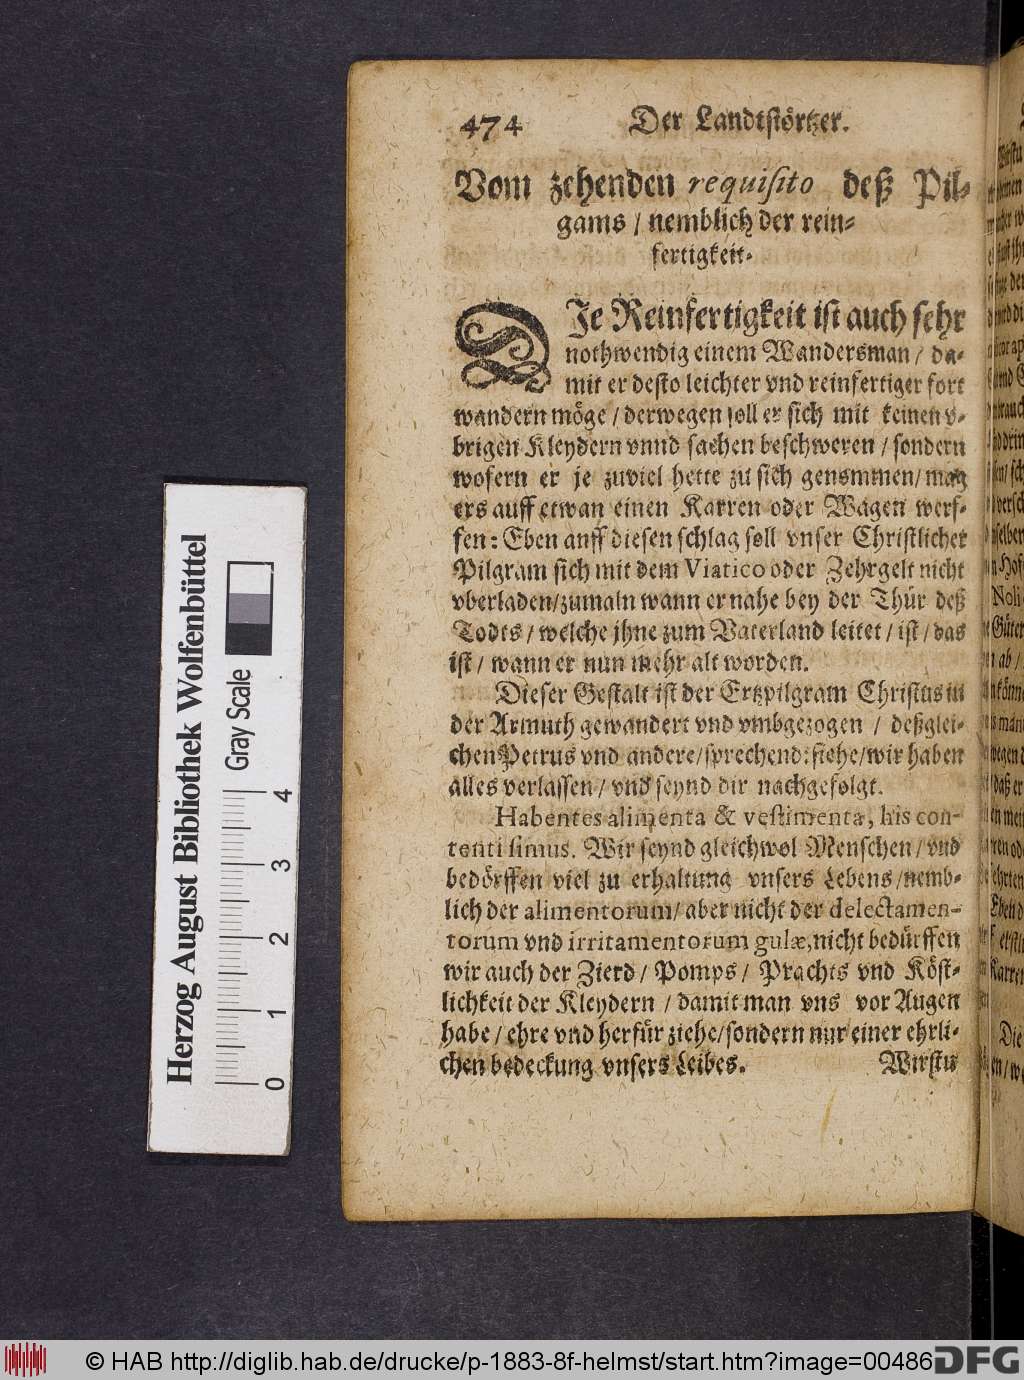 474 Der Landtstörtzer.
Vom zehenden requisito deß Pil-
gams / nemblich der rein-
fertigkeit.
DJe Reinfertigkeit ist auch sehr
nothwendig einem Wandersman / da-
mit er desto leichter vnd reinfertiger fort
wandern möge / derwegen soll er sich mit keinen v-
brigen Kleydern vnnd sachen beschweren / sondern
wofern er je zuviel hette zu sich genommen / mag
ers auff etwan einen Karren oder Wagen werf-
fen: Eben auff diesen schlag soll vnser Christlicher
Pilgram sich mit dem Viatico oder Zehrgelt nicht
vberladen/zumaln wann er nahe bey der Thür deß
Todts / welche jhne zum Vaterland leitet / ist / das
ist / wann er nun mehr alt worden.
Dieser Gestalt ist der Ertzpilgram Christus in
der Armuth gewandert vnd vmbgezogen / deßglei-
chen Petrus vnd andere/sprechend: siehe/wir haben
alles verlassen / vnd seynd dir nachgefolgt.
Habentes alimenta & vestimenta, his con-
tenti simus. Wir seynd gleichwol Menschen / vnd
bedörffen viel zu erhaltung vnsers Lebens / nemb-
lich der alimentorum/ aber nicht der delectamen-
torum vnd irritamentorum gulæ, nicht bedürffen
wir auch der Zierd / Pomps / Prachts vnd Köst-
lichkeit der Kleydern / damit man vns vor Augen
habe / ehre vnd herfür ziehe/sondern nur einer ehrli-
chen bedeckung vnsers Leibes. Wirstu
Herzog August Bibliothek Wolfenbüttel
Gray Scale
0 1 2 3 4
© HAB http://diglib.hab.de/drucke/p-1883-8f-helmst/start.htm?image=00486
DFG